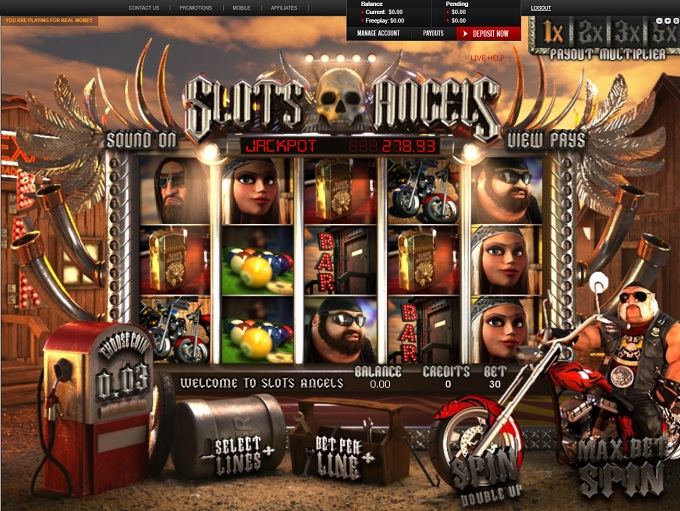 CONTACT US | PROMOTIONS | MOBILE | AFFILIATES |
Balance
Current: $0.00
Freeplay: $0.00
Pending
$0.00
$0.00
LOGOUT
MANAGE ACCOUNT PAYOUTS DEPOSIT NOW
YOU ARE PLAYING FOR REAL MONEY
1x 2x 3x 5x
PAYOUT MULTIPLIER
LIVE HELP
SLOTS ANGELS
SOUND ON
VIEW PAYS
JACKPOT 278.93
BAR
BAR
CHOOSE COIN
0.03
WELCOME TO SLOTS ANGELS
BALANCE
0.00
CREDITS
0
BET
30
SELECT
LINES+
BET PER
LINE+
SPIN
DOUBLE UP
MAX BET
SPIN